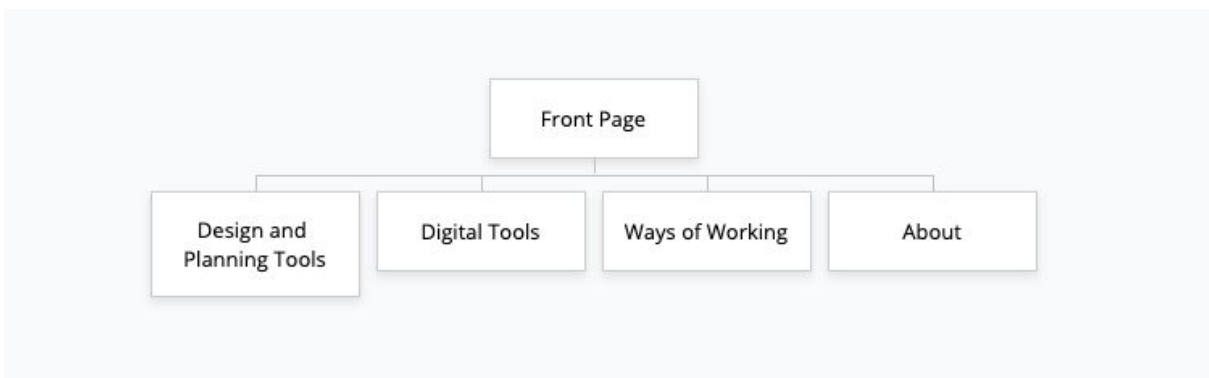 Front Page
Design and
Planning Tools
Digital Tools
Ways of Working
About